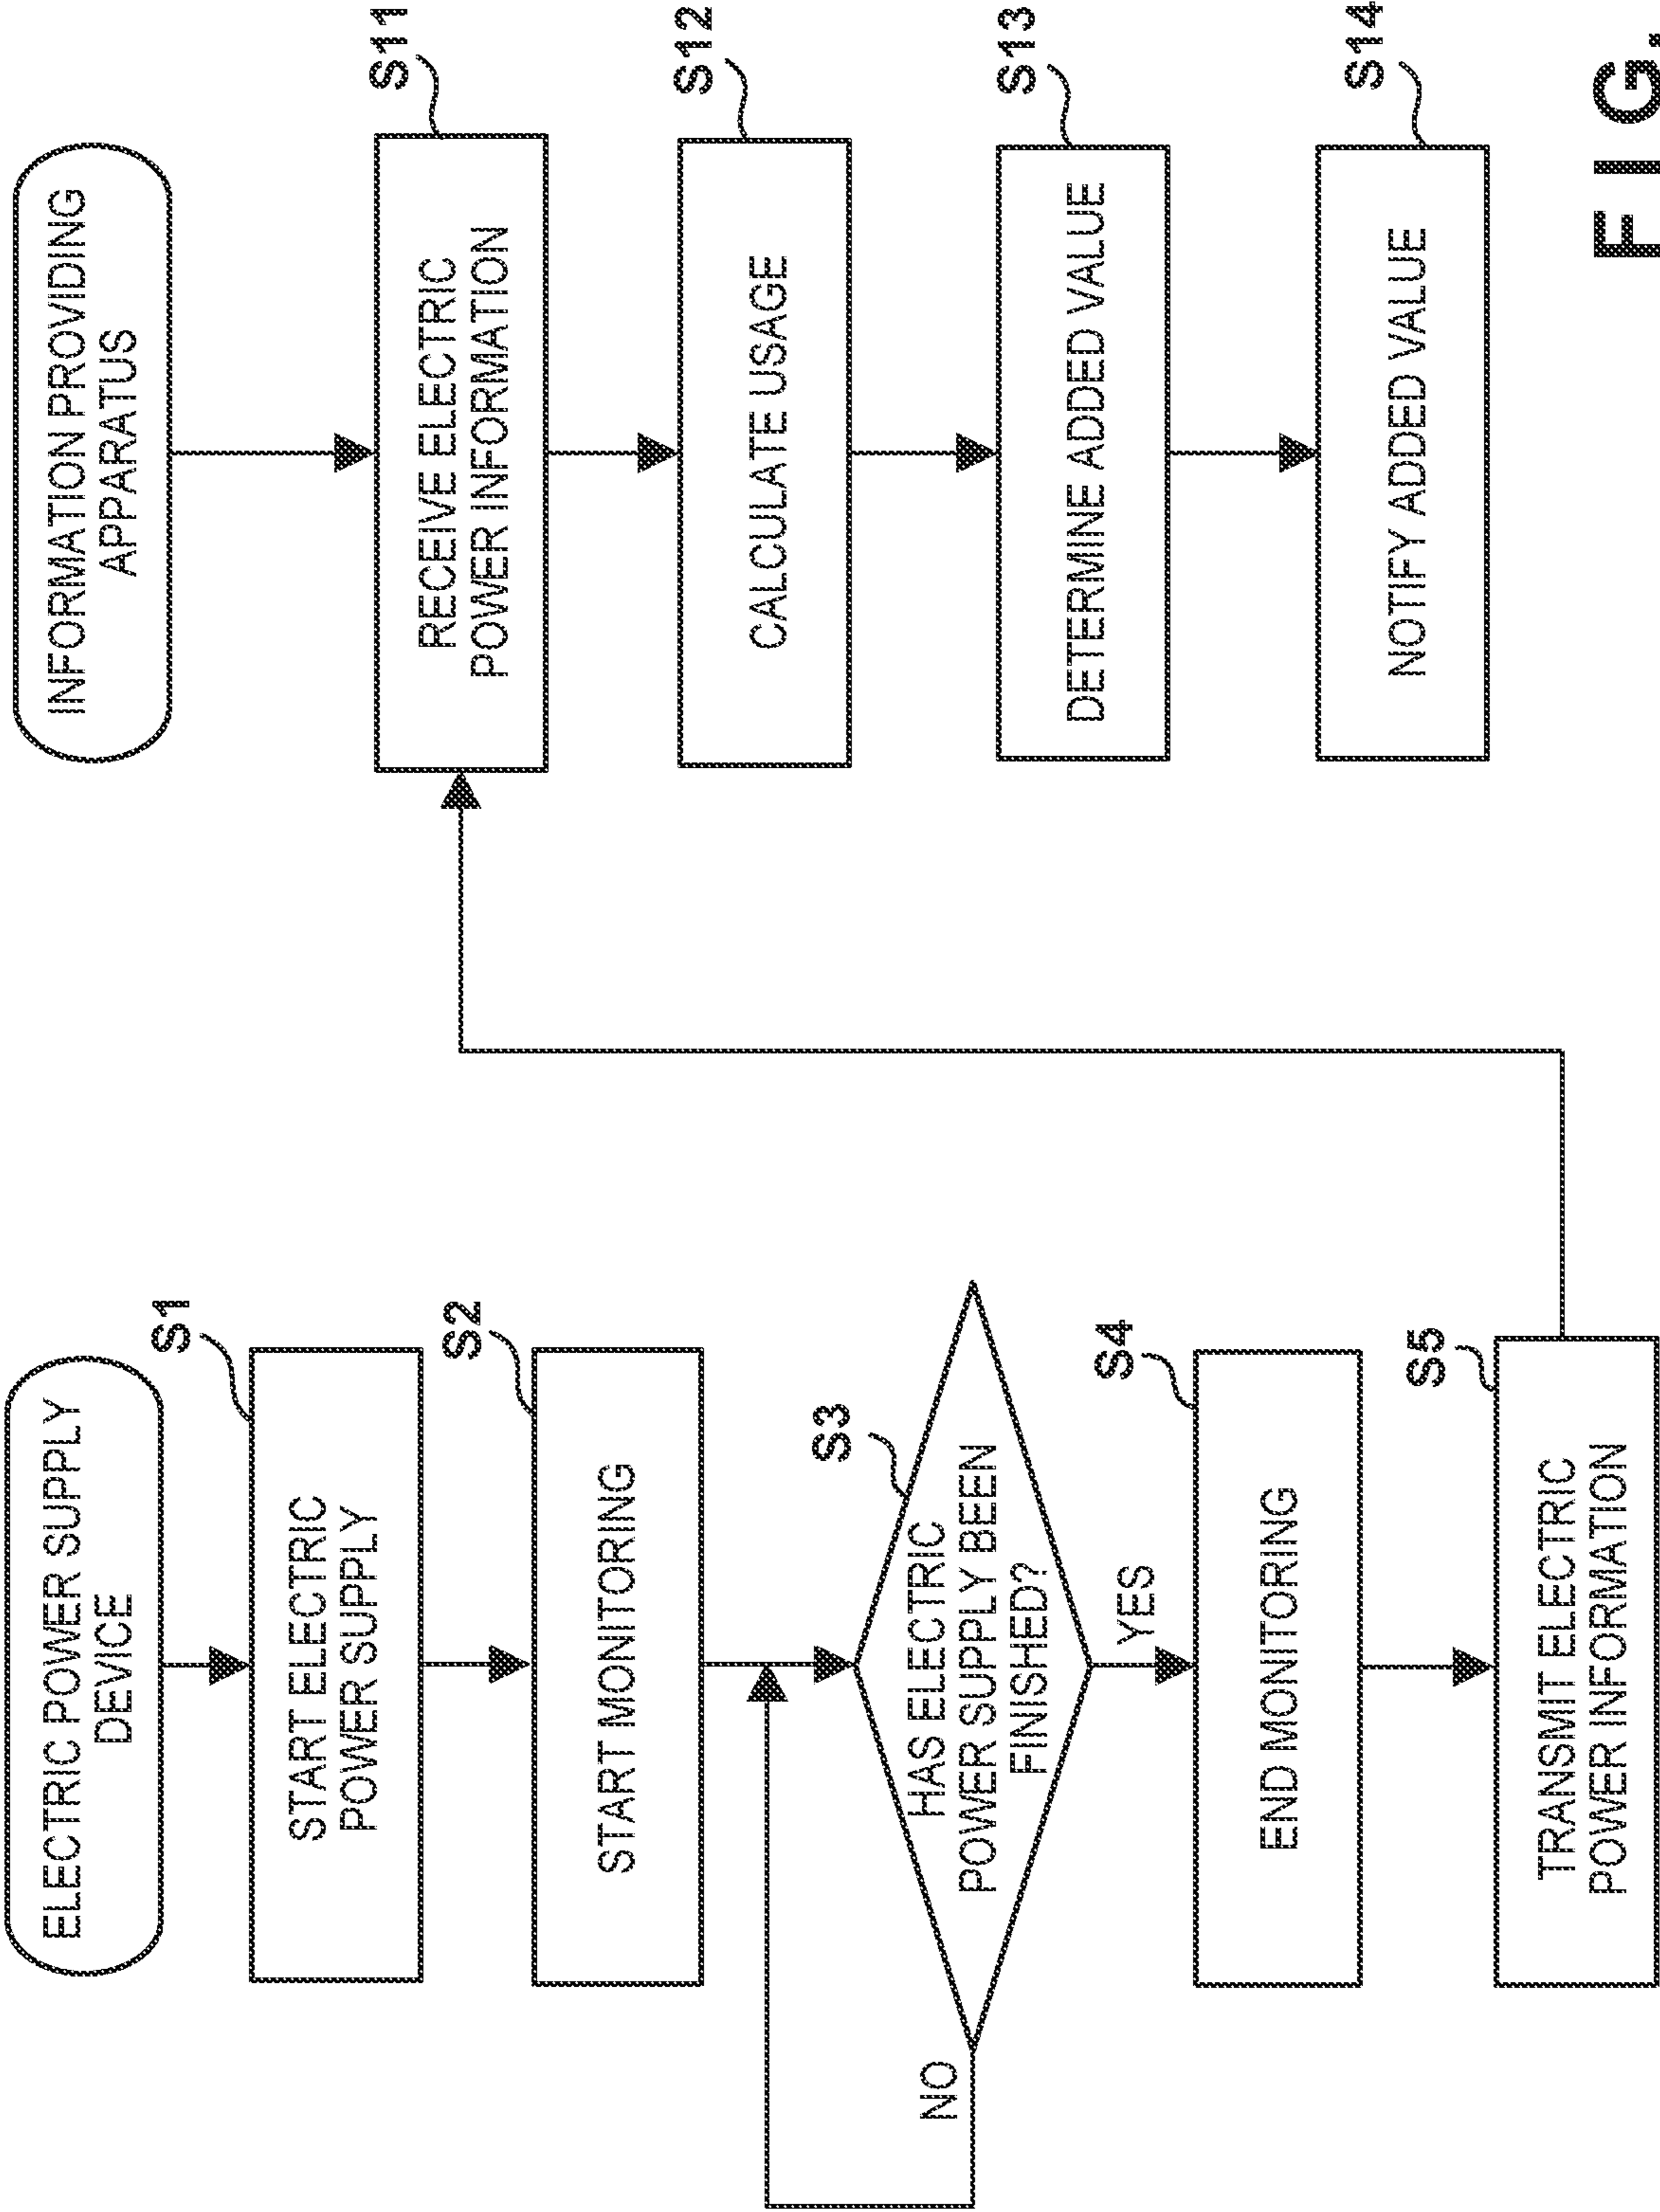 ELECTRIC POWER SUPPLY
DEVICE
S1
START ELECTRIC
POWER SUPPLY
S2
START MONITORING
S3
HAS ELECTRIC
POWER SUPPLY BEEN
FINISHED?
NO
YES
S4
END MONITORING
S5
TRANSMIT ELECTRIC
POWER INFORMATION
INFORMATION PROVIDING
APPARATUS
S11
RECEIVE ELECTRIC
POWER INFORMATION
S12
CALCULATE USAGE
S13
DETERMINE ADDED VALUE
S14
NOTIFY ADDED VALUE
FIG.